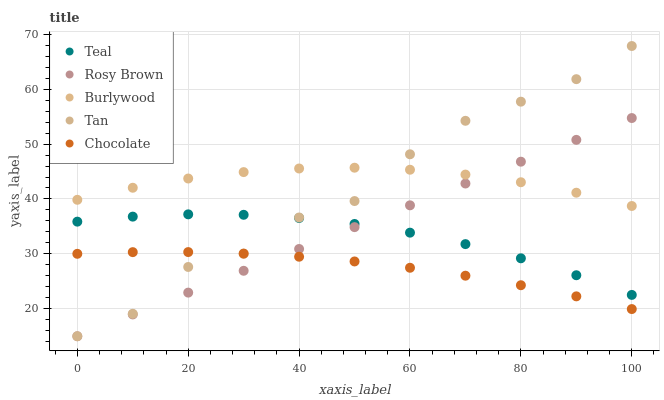 title
Teal
Rosy Brown
Burlywood
Tan
Chocolate
70
60
50
40
30
20
0 20 40 60 80 100
xaxis_label
yaxis_label